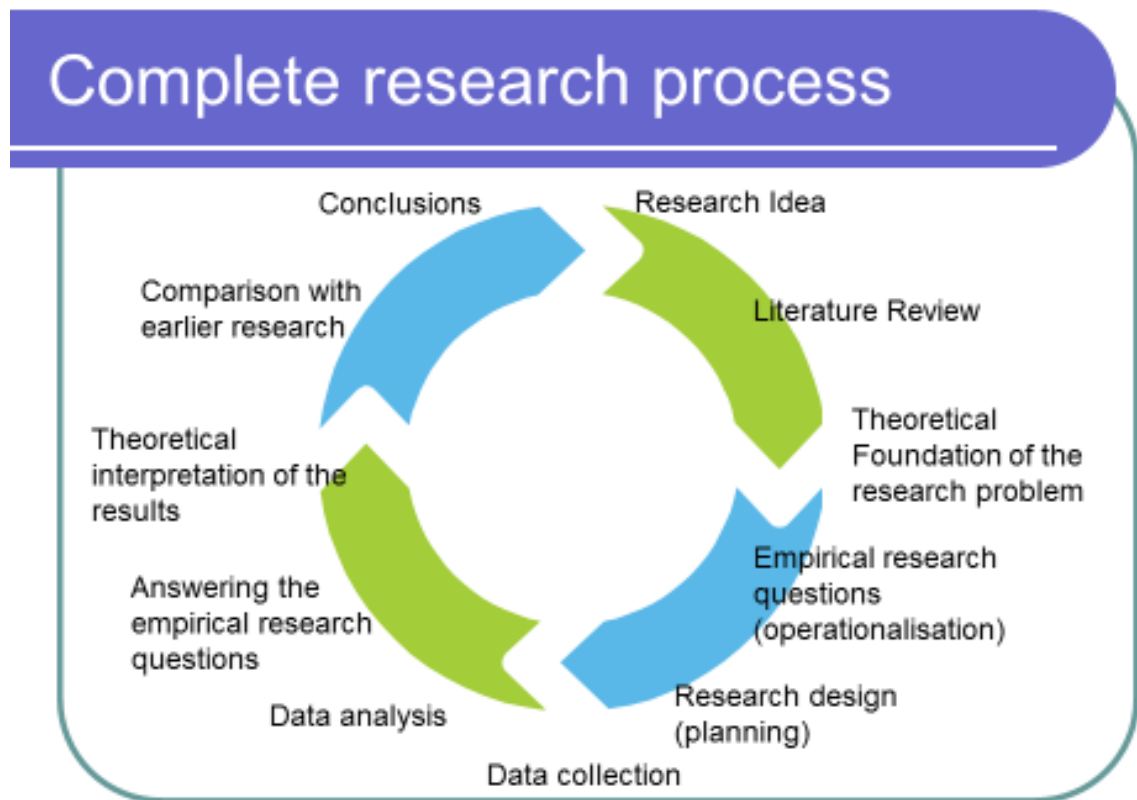 Complete research process
Research Idea
Literature Review
Theoretical
Foundation of the
research problem
Empirical research
questions
(operationalisation)
Research design
(planning)
Data collection
Data analysis
Answering the
empirical research
questions
Theoretical
interpretation of the
results
Comparison with
earlier research
Conclusions